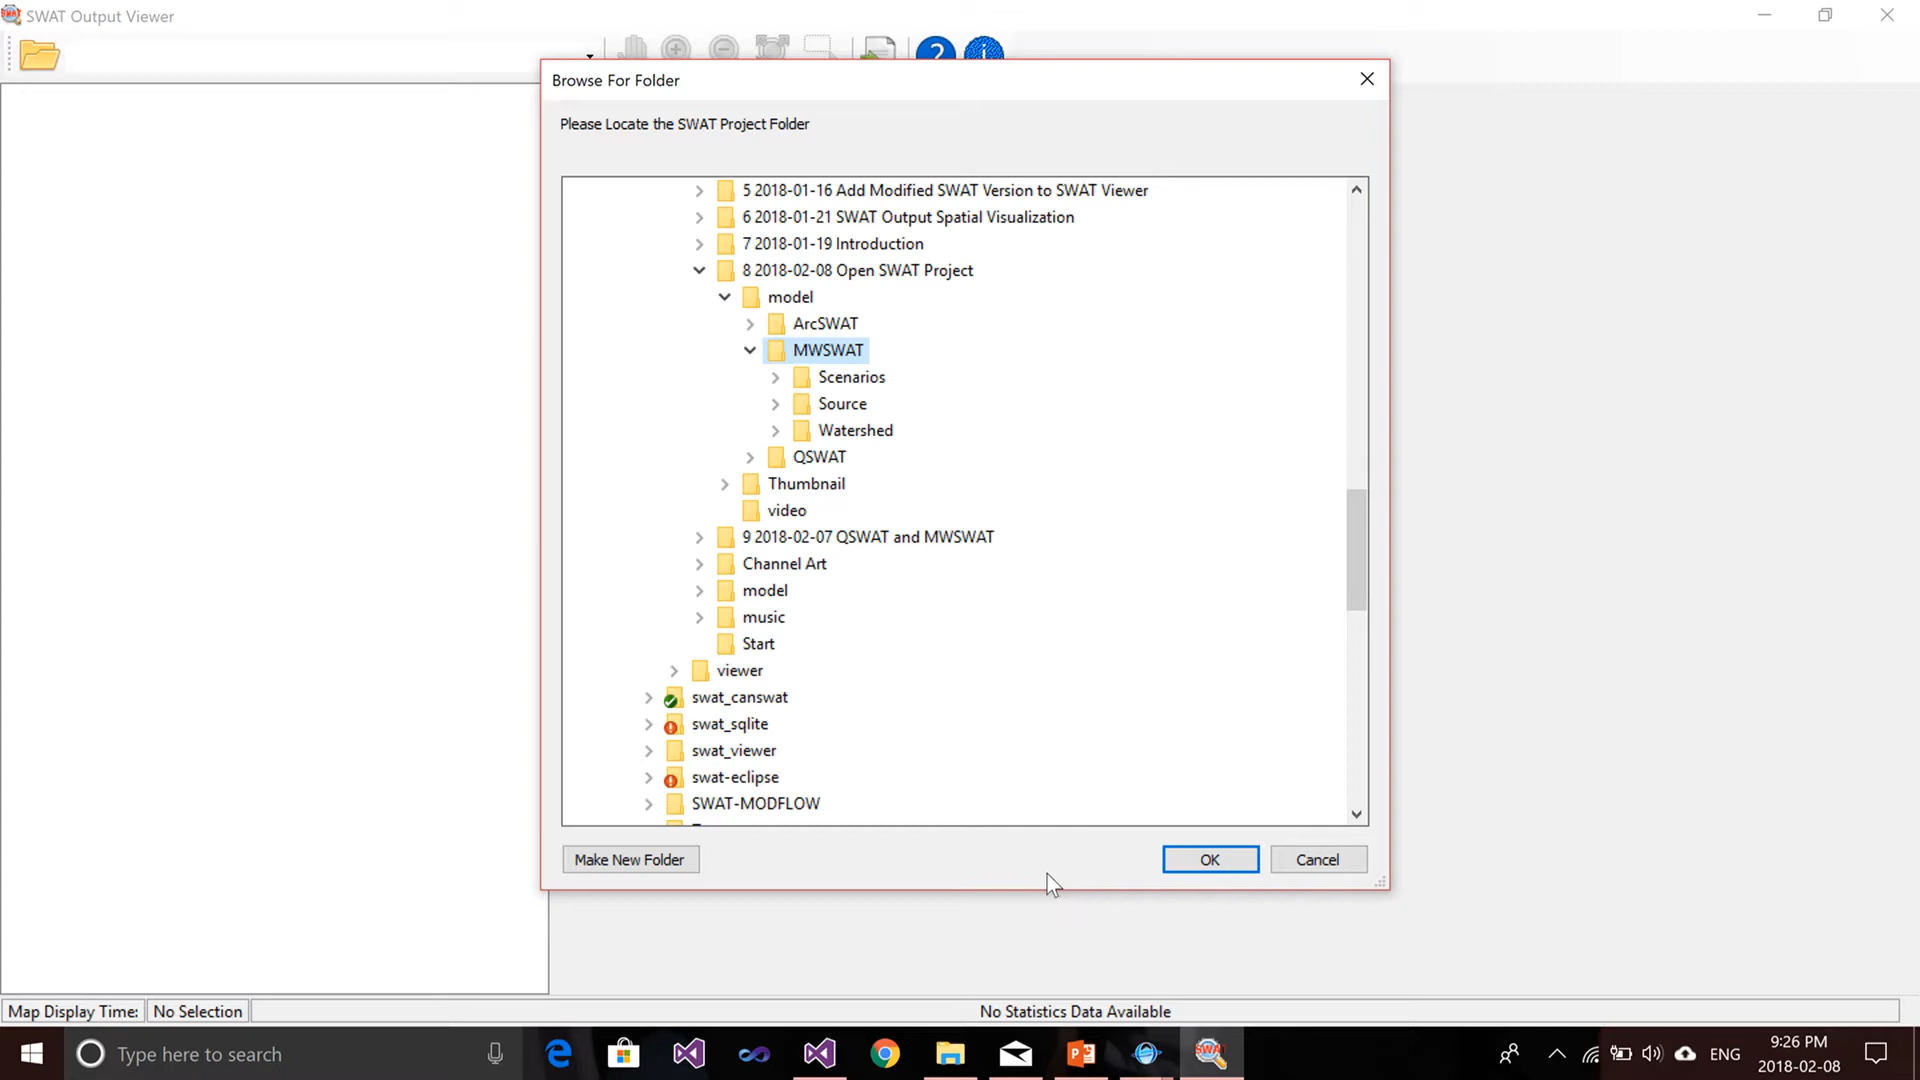 SWAT Output Viewer
Browse For Folder
Please Locate the SWAT Project Folder
5 2018-01-16 Add Modified SWAT Version to SWAT Viewer
6 2018-01-21 SWAT Output Spatial Visualization
7 2018-01-19 Introduction
8 2018-02-08 Open SWAT Project
model
ArcSWAT
MWSWAT
Scenarios
Source
Watershed
QSWAT
Thumbnail
video
9 2018-02-07 QSWAT and MWSWAT
Channel Art
model
music
Start
viewer
swat_canswat
swat_sqlite
swat_viewer
swat-eclipse
SWAT-MODFLOW
Make New Folder
OK
Cancel
Map Display Time:
No Selection
No Statistics Data Available
Type here to search
SWAT
ENG
9:26 PM
2018-02-08